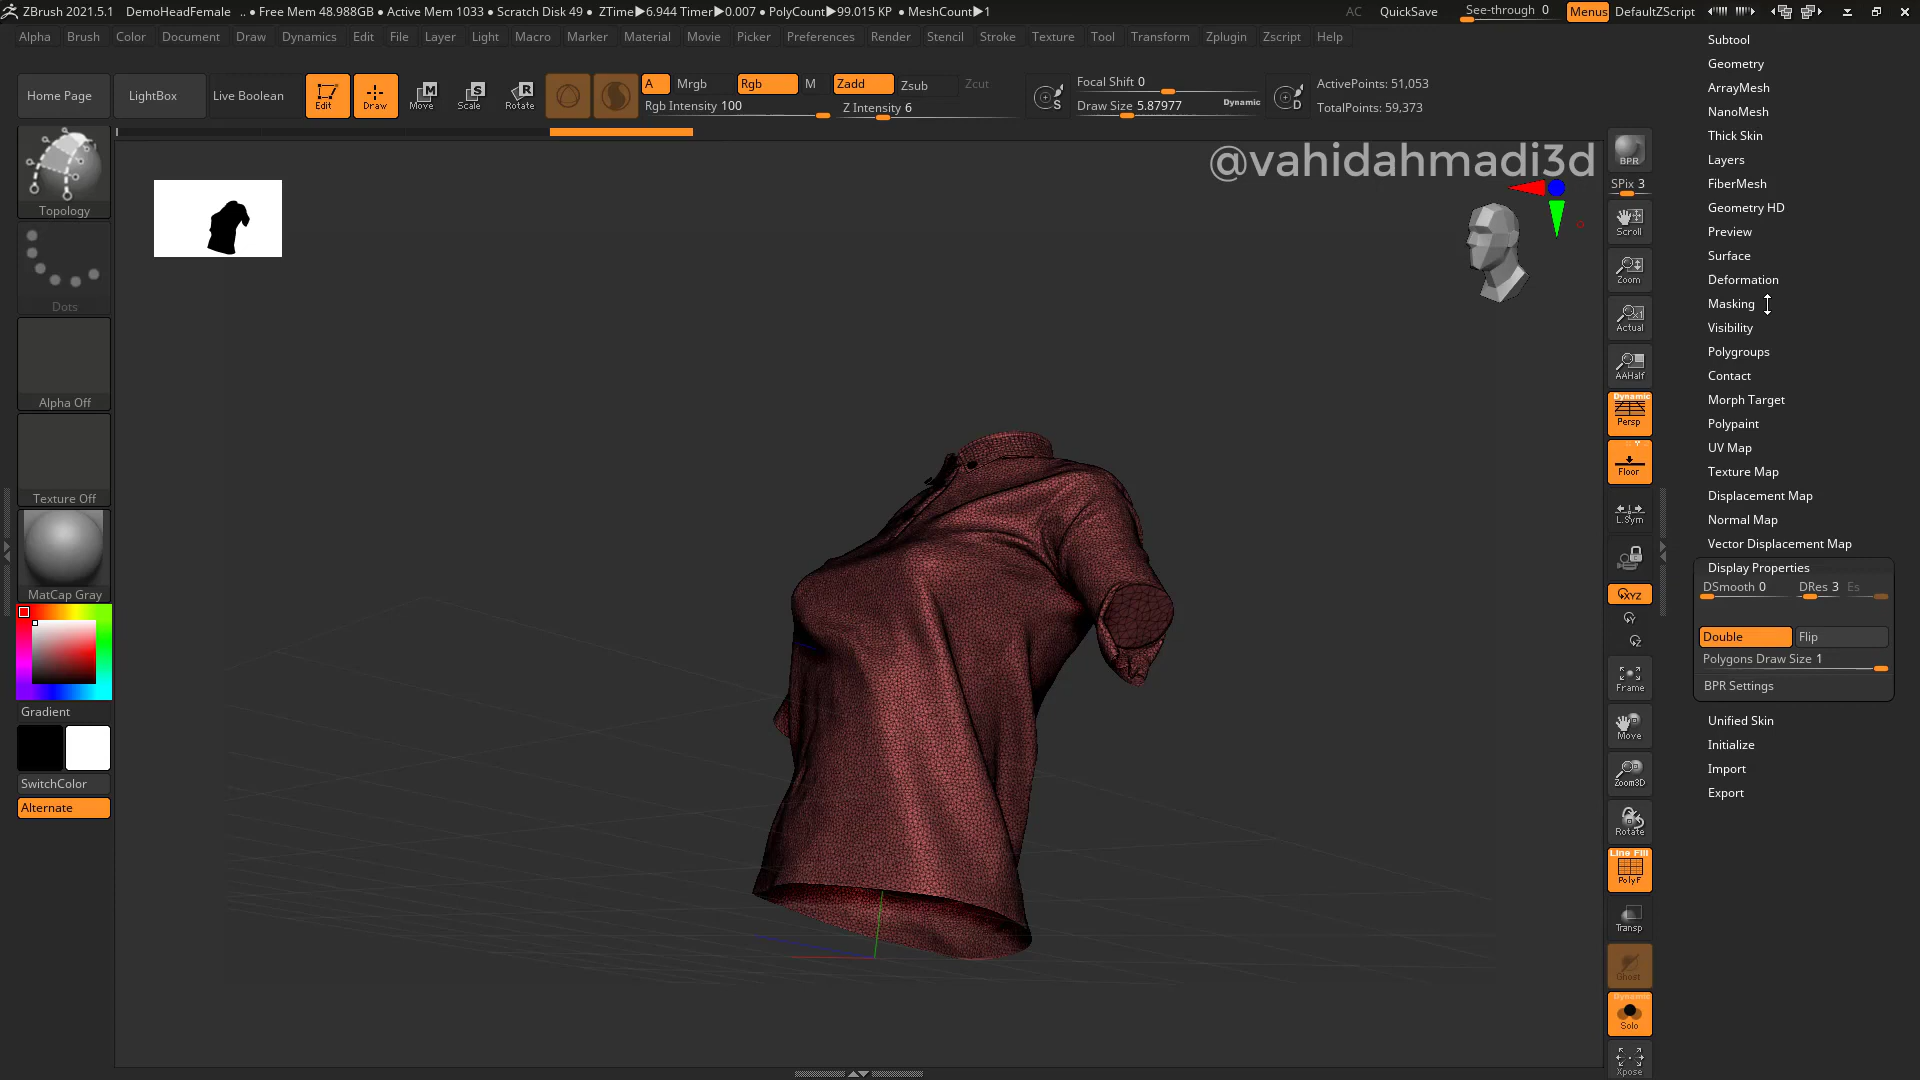 ZBrush 2021.5.1 DemoHeadFemale .. • Free Mem 48.988GB • Active Mem 1033 • Scratch Disk 49 • ZTime▶6.944 Timer▶0.007 • PolyCount▶99.015 KP • MeshCount▶1 AC QuickSave See-through 0 Menus DefaultZScript
Alpha Brush Color Document Draw Dynamics Edit File Layer Light Macro Marker Material Movie Picker Preferences Render Stencil Stroke Texture Tool Transform Zplugin Zscript Help
Home Page LightBox Live Boolean Edit Draw Move Scale Rotate
A Mrgb Rgb M Zadd Zsub Zcut
Rgb Intensity 100 Z Intensity 6
Focal Shift 0
Draw Size 5.87977 Dynamic
ActivePoints: 51,053
TotalPoints: 59,373
Topology
Dots
Alpha Off
Texture Off
MatCap Gray
Gradient
SwitchColor
Alternate
@vahidahmadi3d
BPR
SPix 3
Scroll
Zoom
Actual
AAHalf
Dynamic
Persp
Floor
L.Sym
XYZ
Frame
Move
Zoom3D
Rotate
Line Fill
PolyF
Transp
Ghost
Dynamic
Solo
Xpose
Subtool
Geometry
ArrayMesh
NanoMesh
Thick Skin
Layers
FiberMesh
Geometry HD
Preview
Surface
Deformation
Masking
Visibility
Polygroups
Contact
Morph Target
Polypaint
UV Map
Texture Map
Displacement Map
Normal Map
Vector Displacement Map
Display Properties
DSmooth 0 DRes 3 Es
Double Flip
Polygons Draw Size 1
BPR Settings
Unified Skin
Initialize
Import
Export